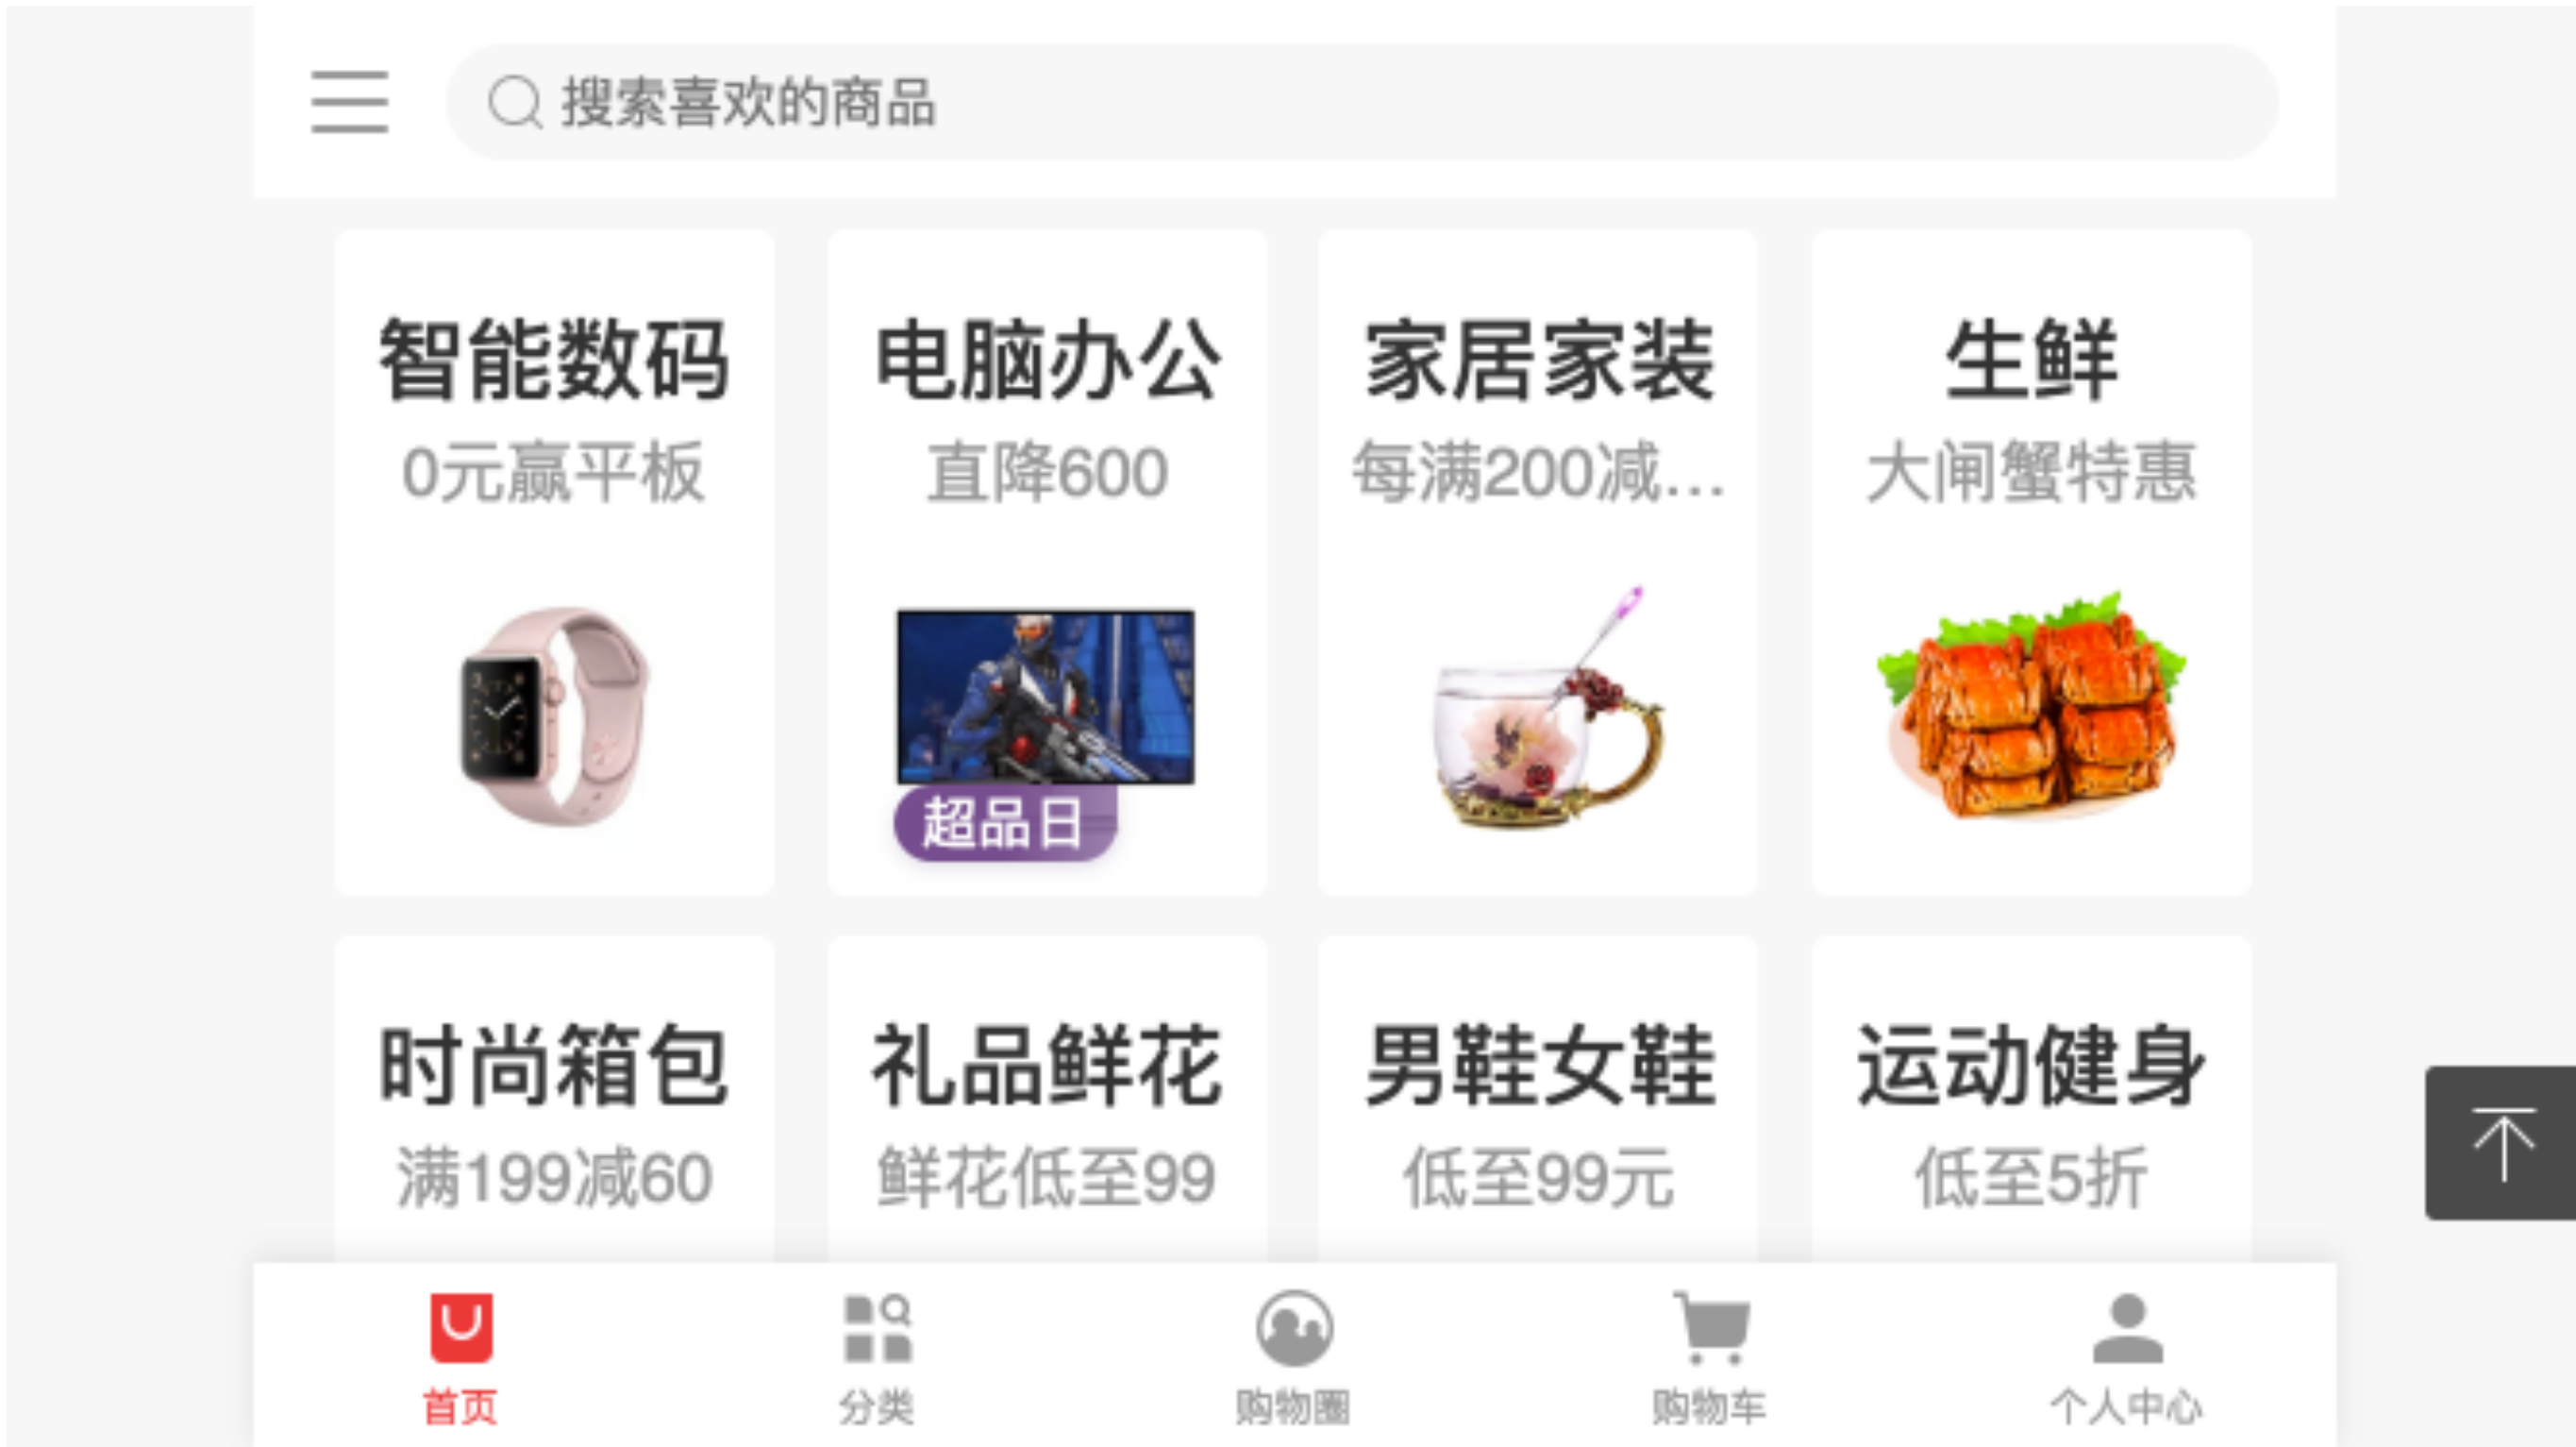 搜索喜欢的商品
智能数码
0元赢平板
电脑办公
直降600
超品日
家居家装
每满200减...
生鲜
大闸蟹特惠
时尚箱包
满199减60
礼品鲜花
鲜花低至99
男鞋女鞋
低至99元
运动健身
低至5折
首页
分类
购物圈
购物车
个人中心